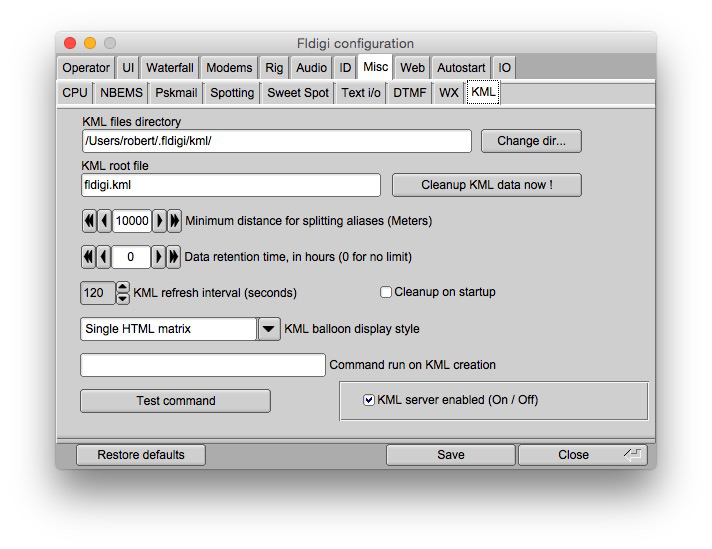 Fldigi configuration
Operator UI Waterfall Modems Rig Audio ID Misc Web Autostart IO
CPU NBEMS Pskmail Spotting Sweet Spot Text i/o DTMF WX KML
KML files directory
/Users/robert/.fldigi/kml/ Change dir...
KML root file
fldigi.kml Cleanup KML data now !
10000 Minimum distance for splitting aliases (Meters)
0 Data retention time, in hours (0 for no limit)
120 KML refresh interval (seconds) Cleanup on startup
Single HTML matrix KML balloon display style
Command run on KML creation
Test command KML server enabled (On / Off)
Restore defaults Save Close